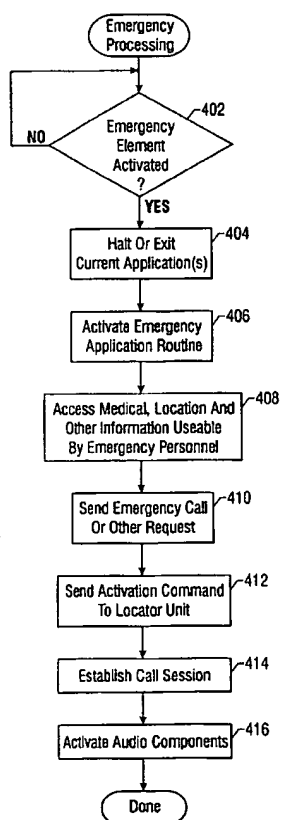 Emergency
Processing
402
Emergency
Element
Activated
?
NO
YES
404
Halt Or Exit
Current Application(s)
406
Activate Emergency
Application Routine
408
Access Medical, Location And
Other Information Useable
By Emergency Personnel
410
Send Emergency Call
Or Other Request
412
Send Activation Command
To Locator Unit
414
Establish Call Session
416
Activate Audio Components
Done